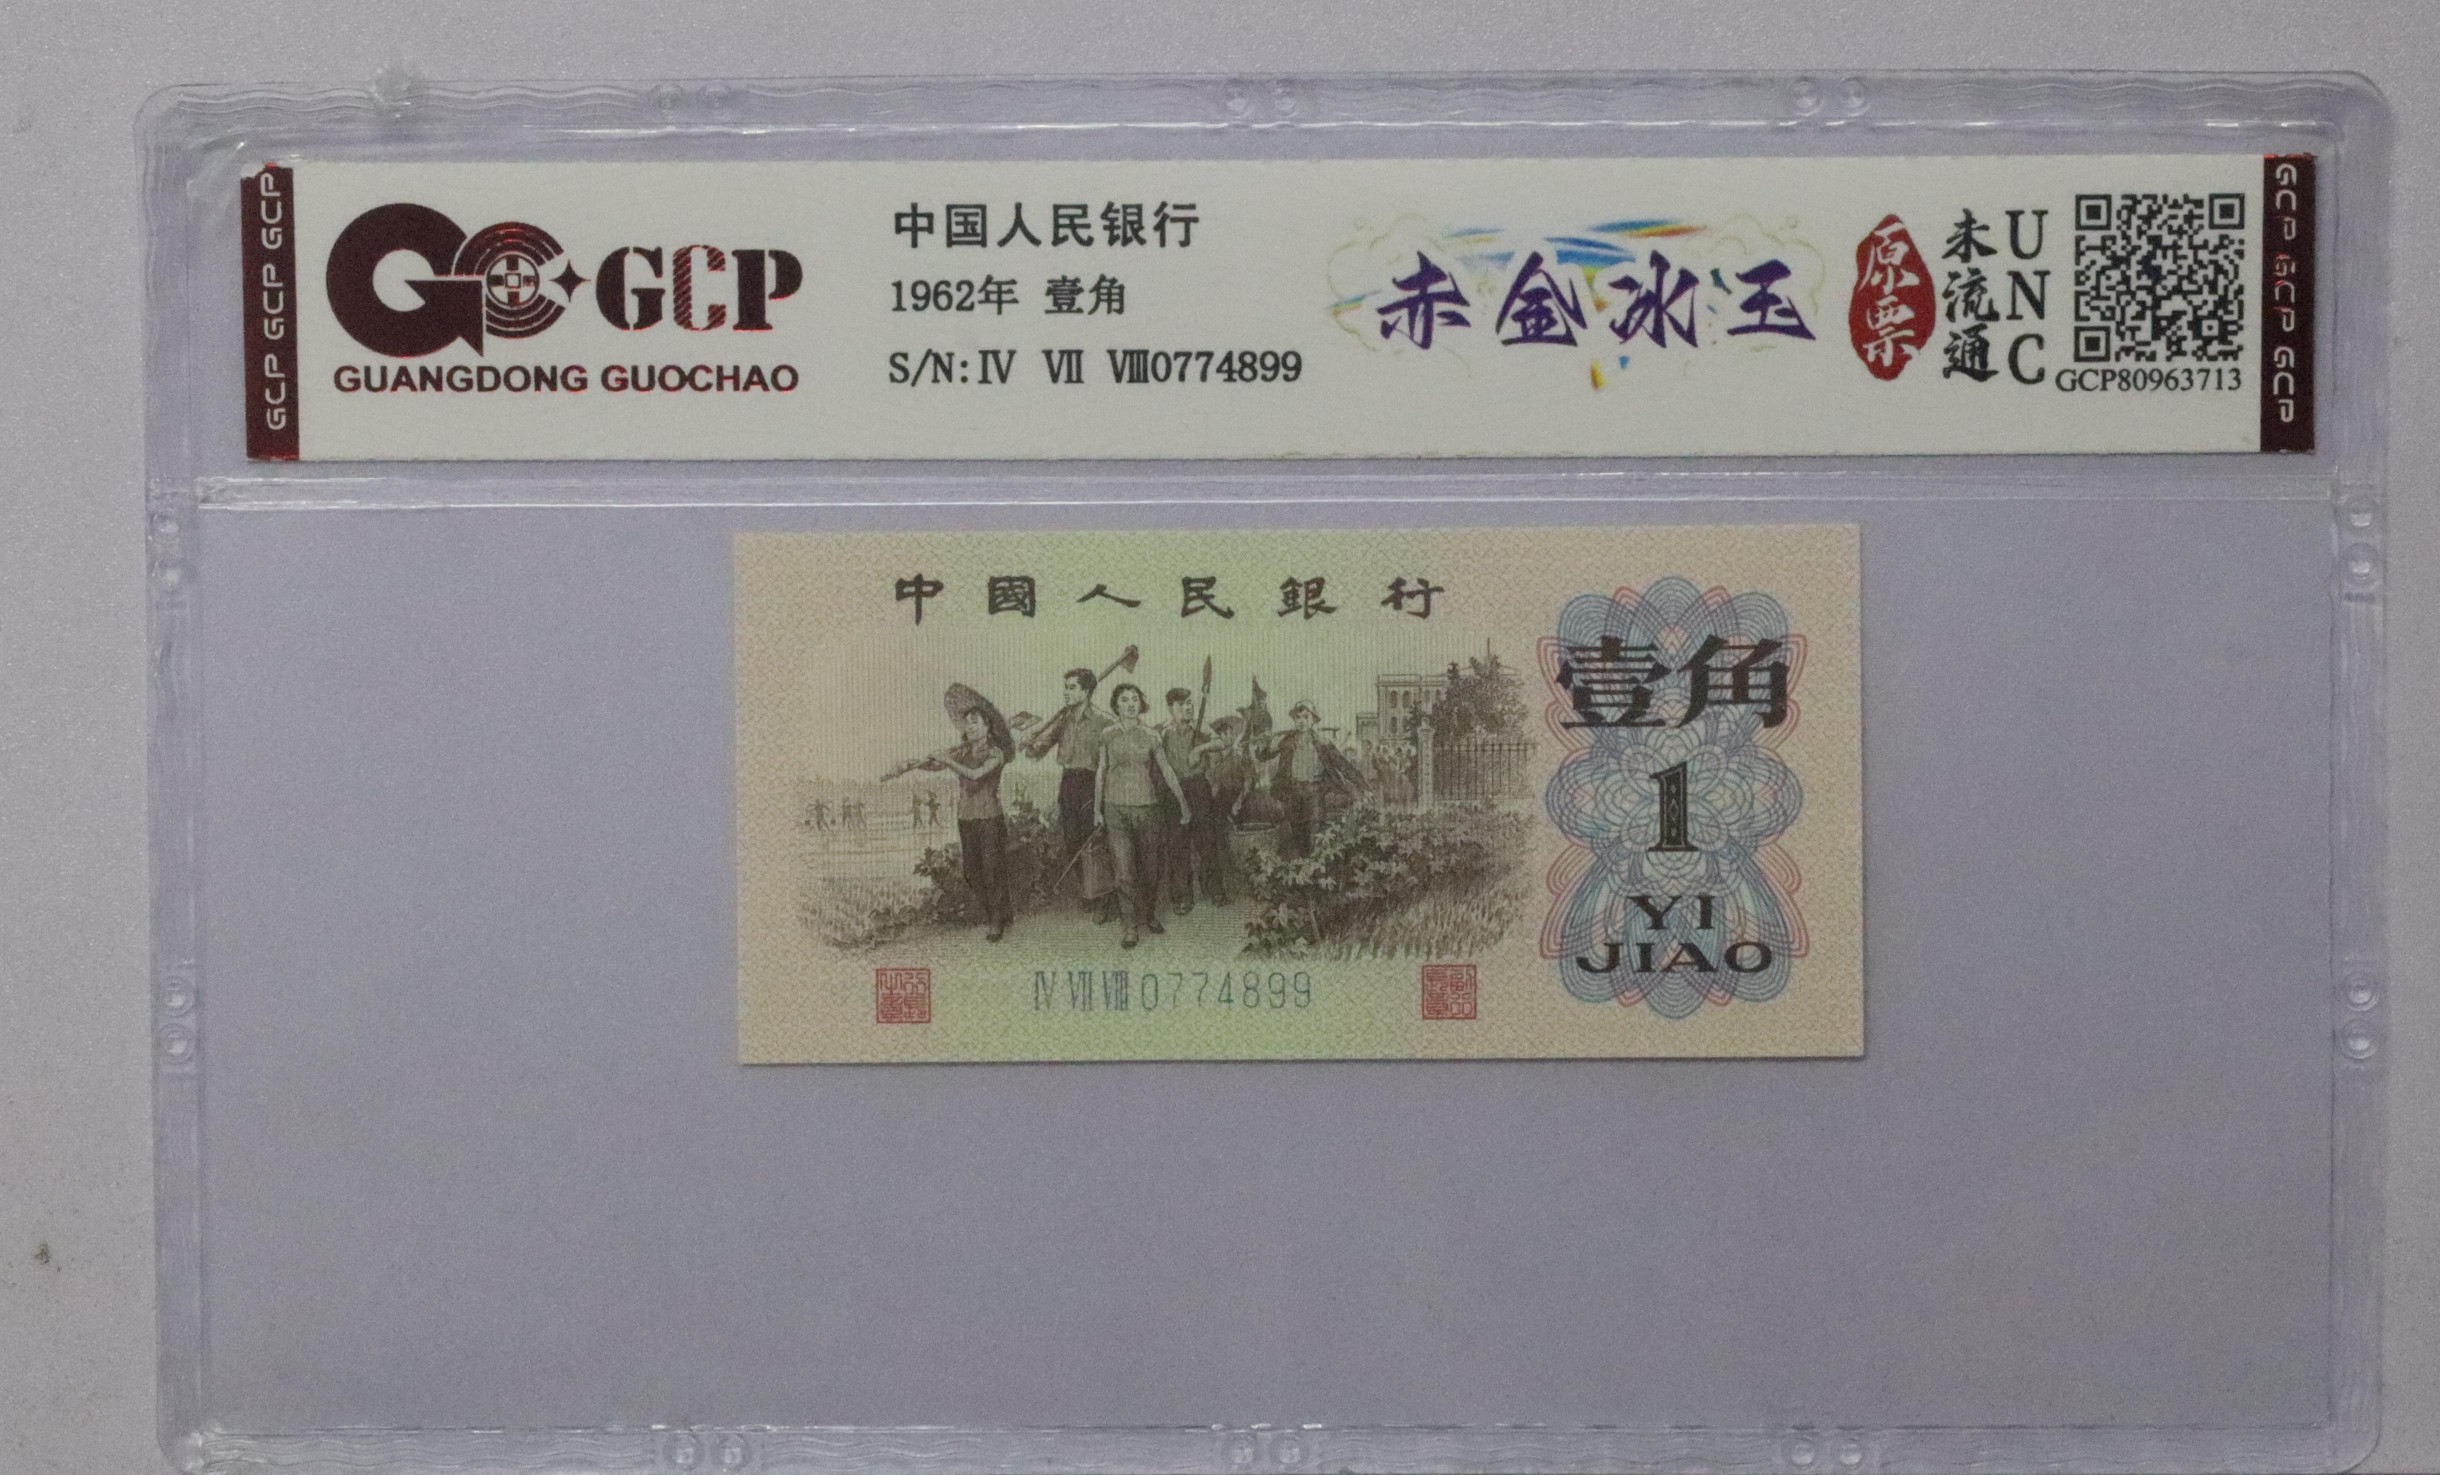 GCP GCP GCP
GCP
GUANGDONG GUOCHAO
中国人民银行
1962年 壹角
S/N: Ⅳ Ⅶ Ⅷ0774899
赤金冰玉
原票
未流通
UNC
GCP80963713
GCP GCP GCP
中國人民銀行
壹角
1
YI
JIAO
Ⅳ Ⅶ Ⅷ 0774899